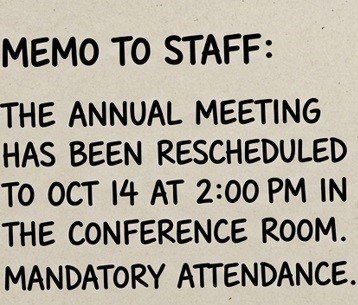 MEMO TO STAFF:
THE ANNUAL MEETING
HAS BEEN RESCHEDULED
TO OCT 14 AT 2:00 PM IN
THE CONFERENCE ROOM.
MANDATORY ATTENDANCE.